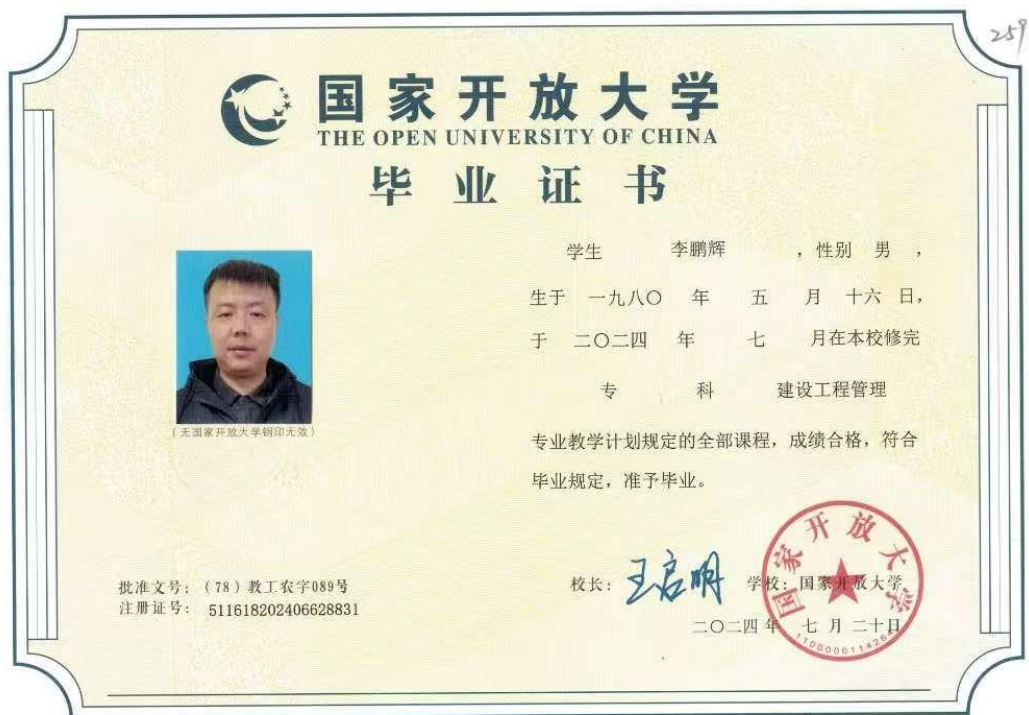 259
国家开放大学
THE OPEN UNIVERSITY OF CHINA
毕业证书
学生 李鹏辉 ，性别 男 ，
生于 一九八〇 年 五 月 十六 日，
于 二〇二四 年 七 月在本校修完
专 科 建设工程管理
专业教学计划规定的全部课程，成绩合格，符合
毕业规定，准予毕业。
（无国家开放大学钢印无效）
批准文号：（78）教工农字089号
注册证号： 511618202406628831
校长： 王启明 学校：国家开放大学
二〇二四 年 七 月 二十日
国家开放大学